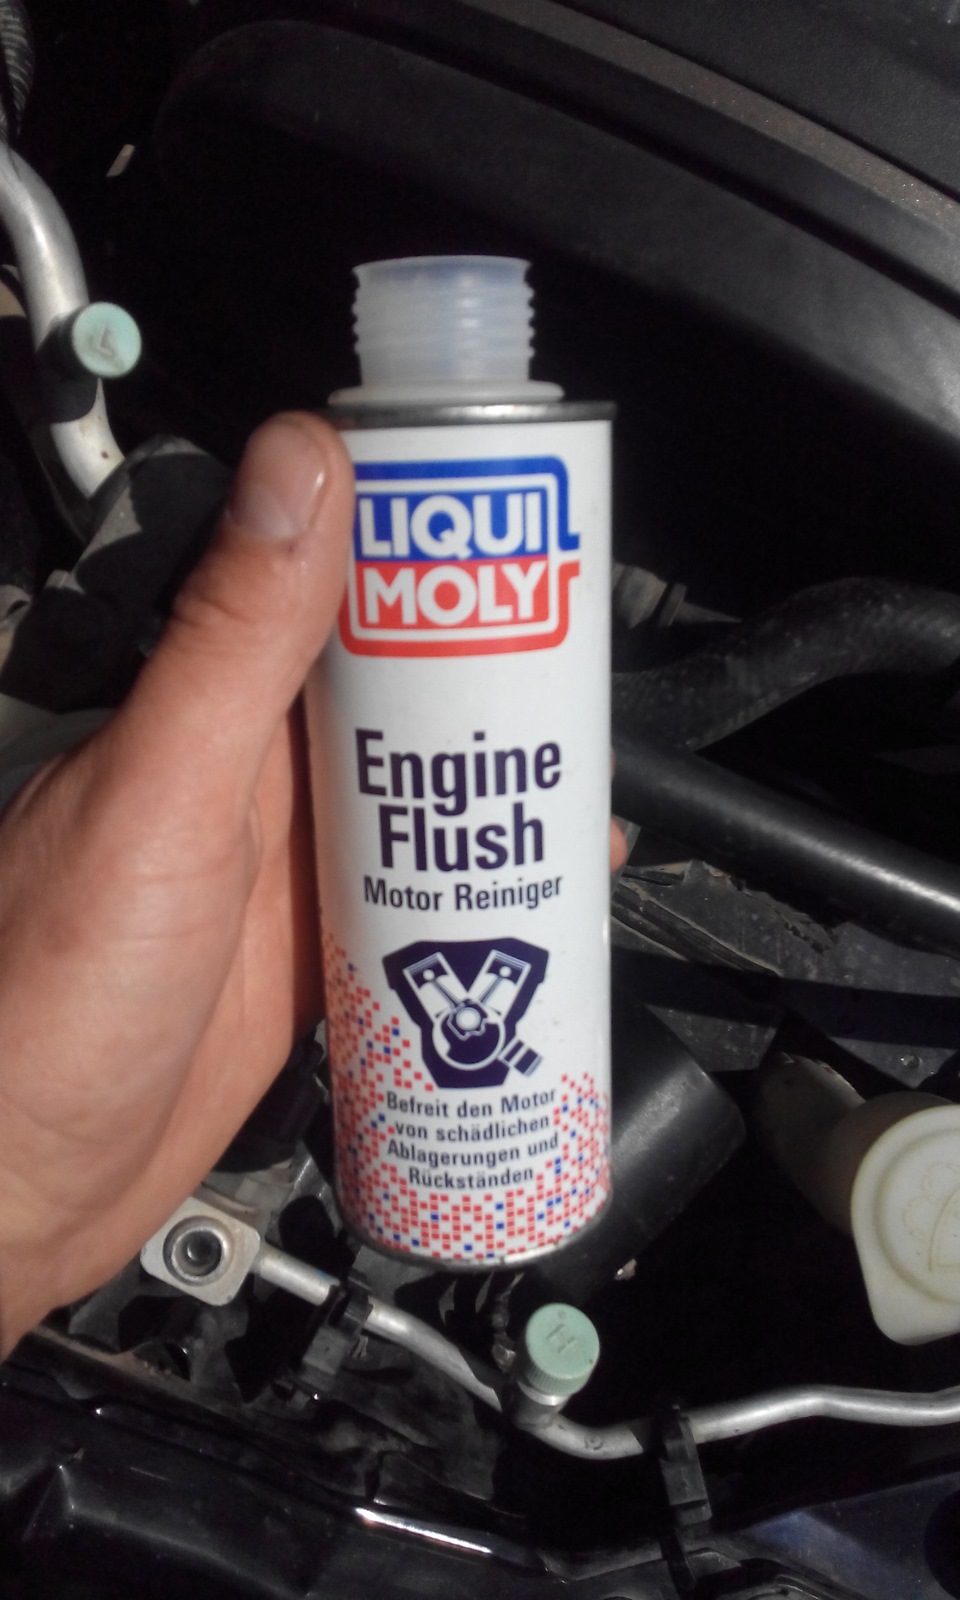 LIQUI
MOLY
Engine
Flush
Motor Reiniger
Befreit den Motor
von schädlichen
Ablagerungen und
Rückständen
L
H